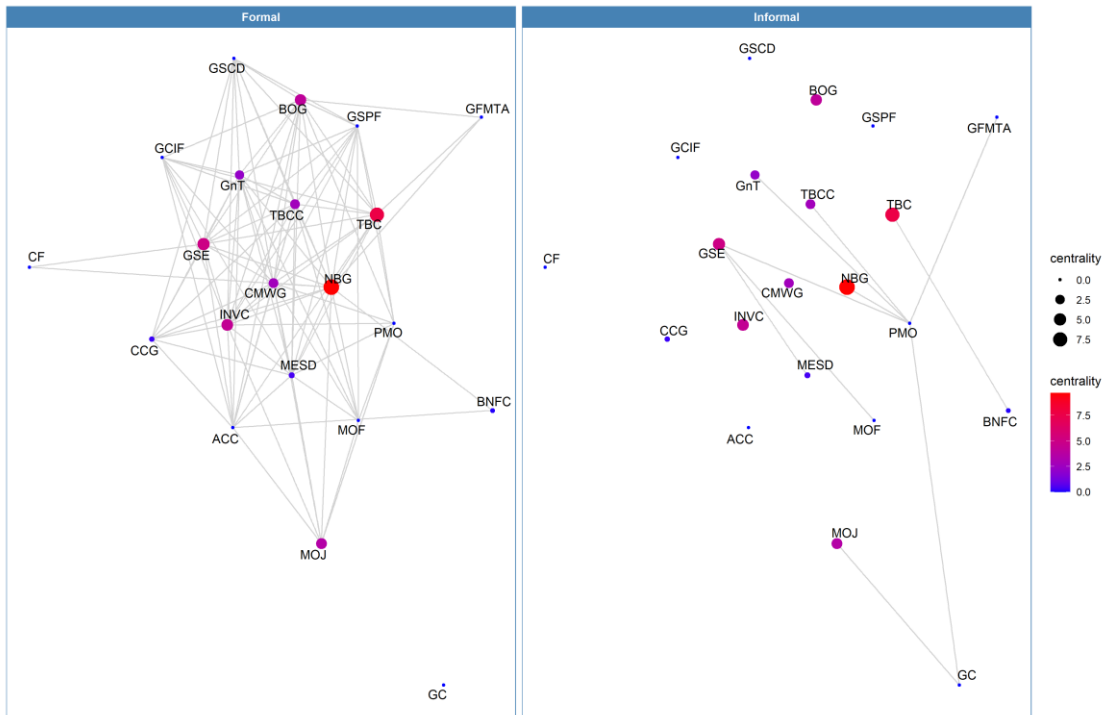 Formal
Informal
GSCD
BOG
GSPF
GFMTA
GCIF
GnT
TBCC
TBC
CF
GSE
NBG
CMWG
INVC
PMO
CCG
MESD
BNFC
ACC
MOF
MOJ
GC
GSCD
BOG
GSPF
GFMTA
GCIF
GnT
TBCC
TBC
GSE
CF
NBG
CMWG
INVC
PMO
CCG
MESD
BNFC
ACC
MOF
MOJ
GC
centrality
0.0
2.5
5.0
7.5
centrality
7.5
5.0
2.5
0.0